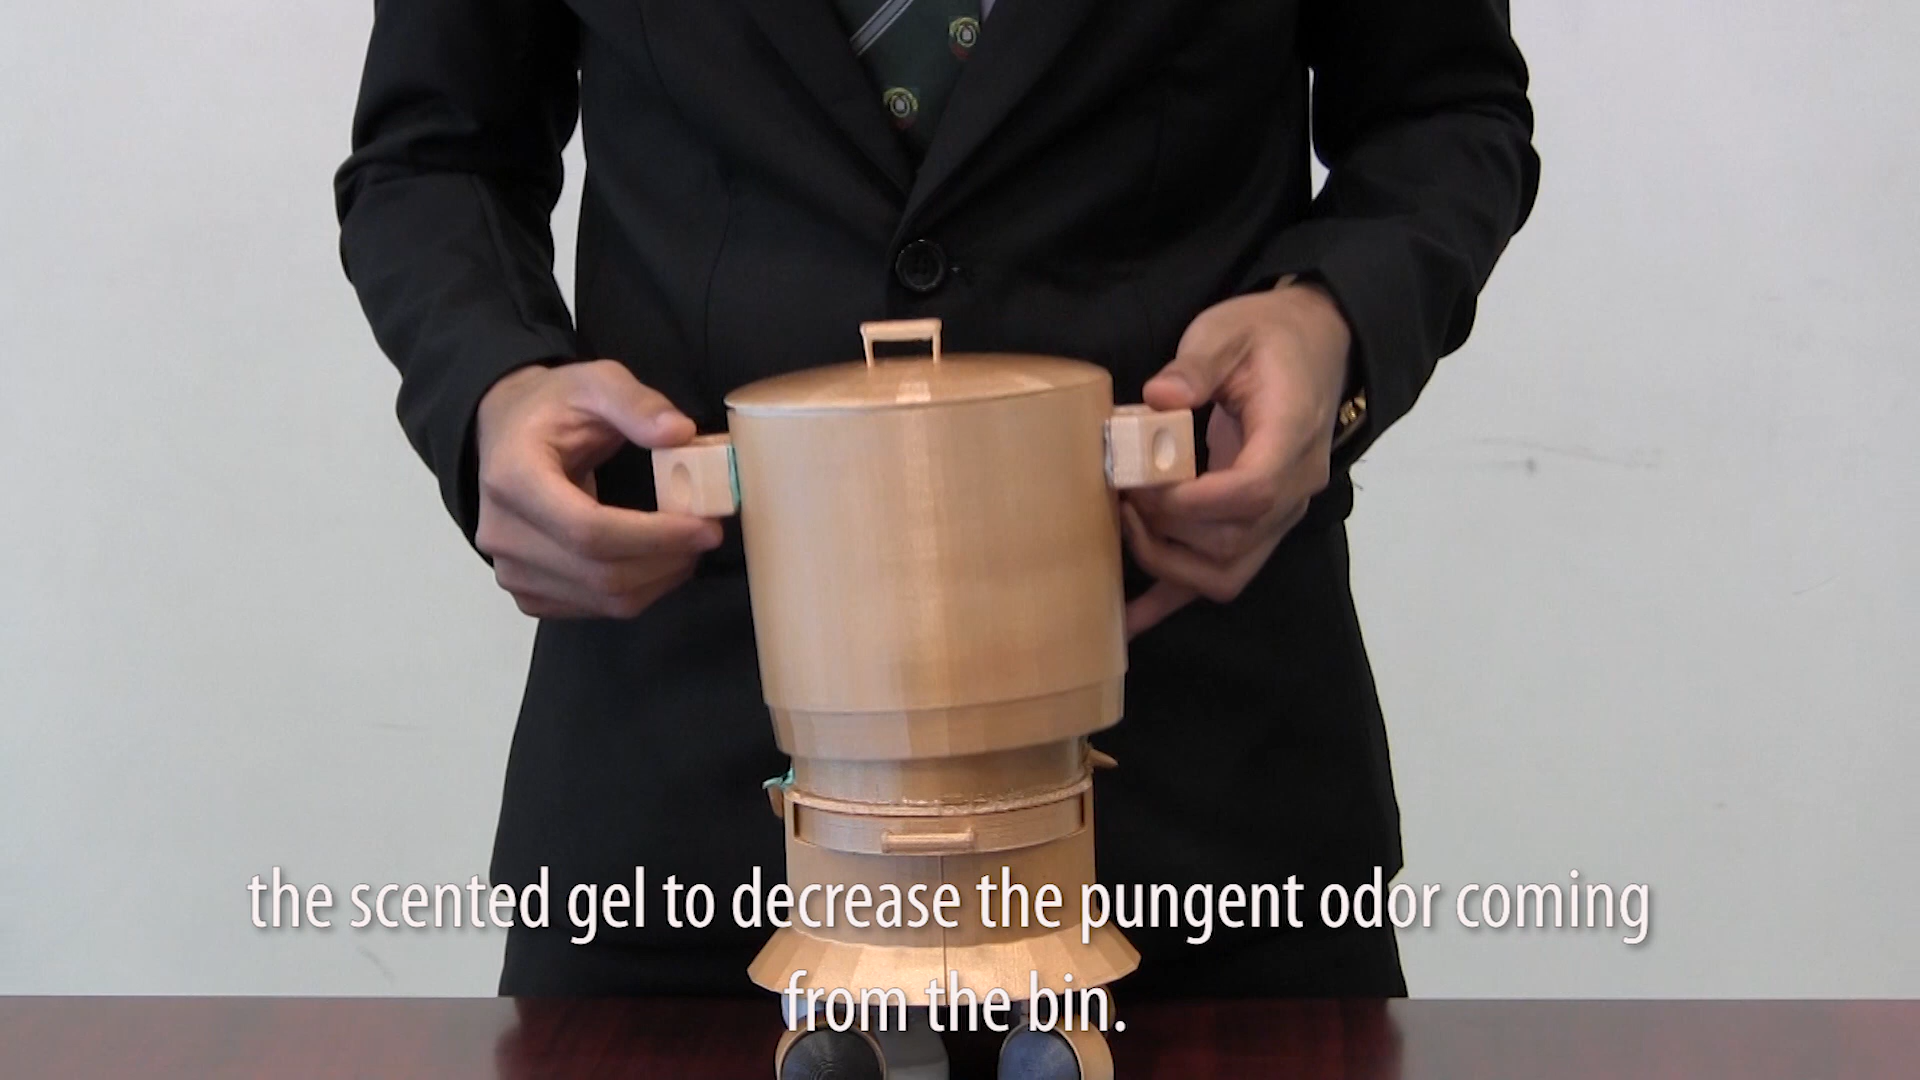 the scented gel to decrease the pungent odor coming
from the bin.